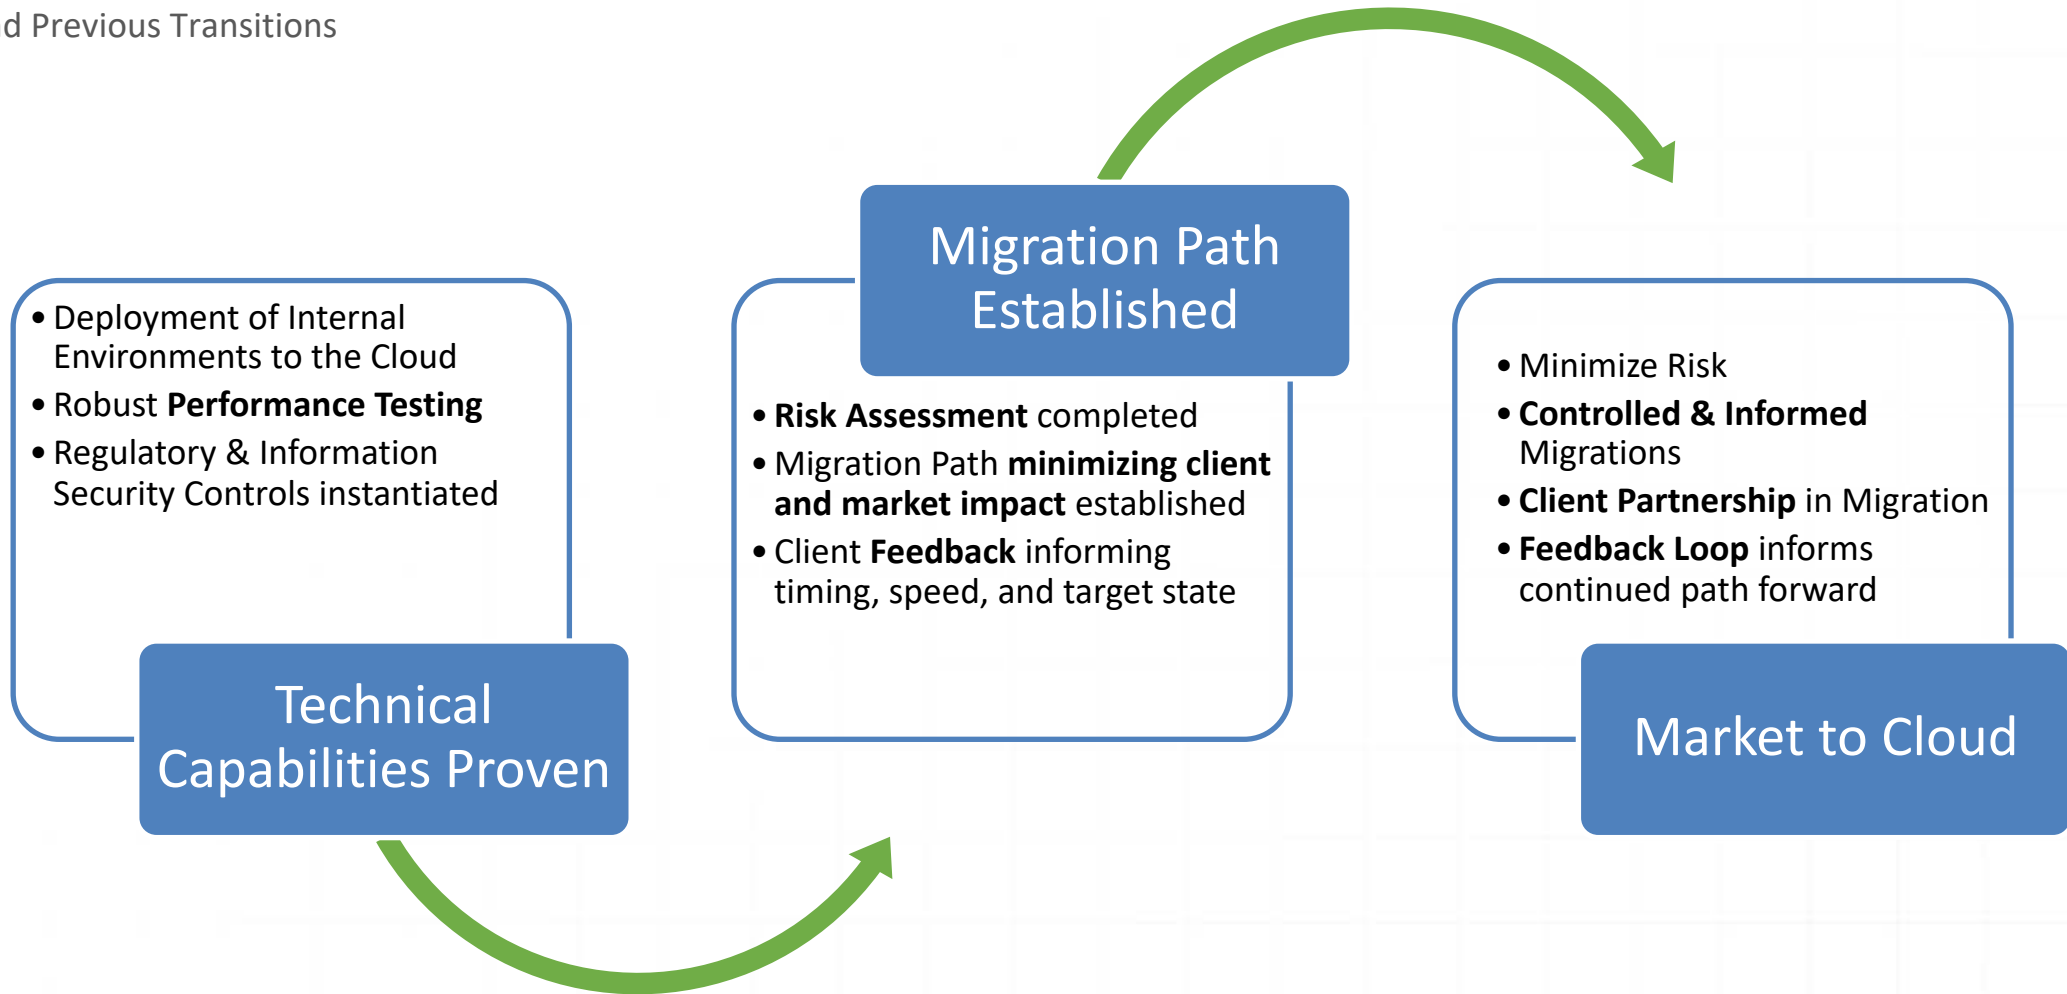 Previous Transitions
• Deployment of Internal
Environments to the Cloud
• Robust Performance Testing
• Regulatory & Information
Security Controls instantiated
Technical
Capabilities Proven
Migration Path
Established
• Risk Assessment completed
• Migration Path minimizing client
and market impact established
• Client Feedback informing
timing, speed, and target state
• Minimize Risk
• Controlled & Informed
Migrations
• Client Partnership in Migration
• Feedback Loop informs
continued path forward
Market to Cloud